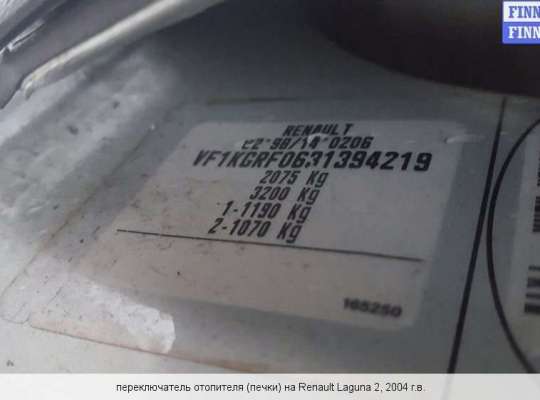 FINN
FINN
RENAULT
e2*98/14*0206
VF1KGRF0631394219
2075 Kg
3200 Kg
1-1190 Kg
2-1070 Kg
165250
переключатель отопителя (печки) на Renault Laguna 2, 2004 г.в.